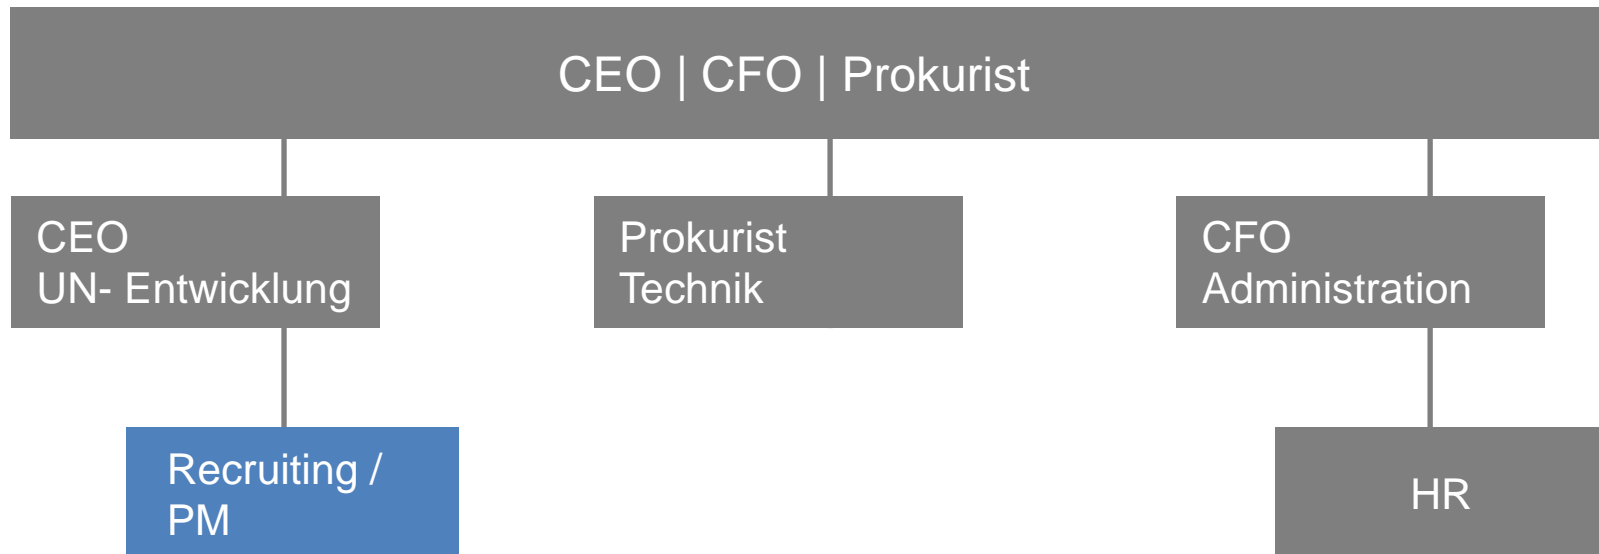 CEO | CFO | Prokurist
CEO
UN- Entwicklung
Prokurist
Technik
CFO
Administration
Recruiting /
PM
HR